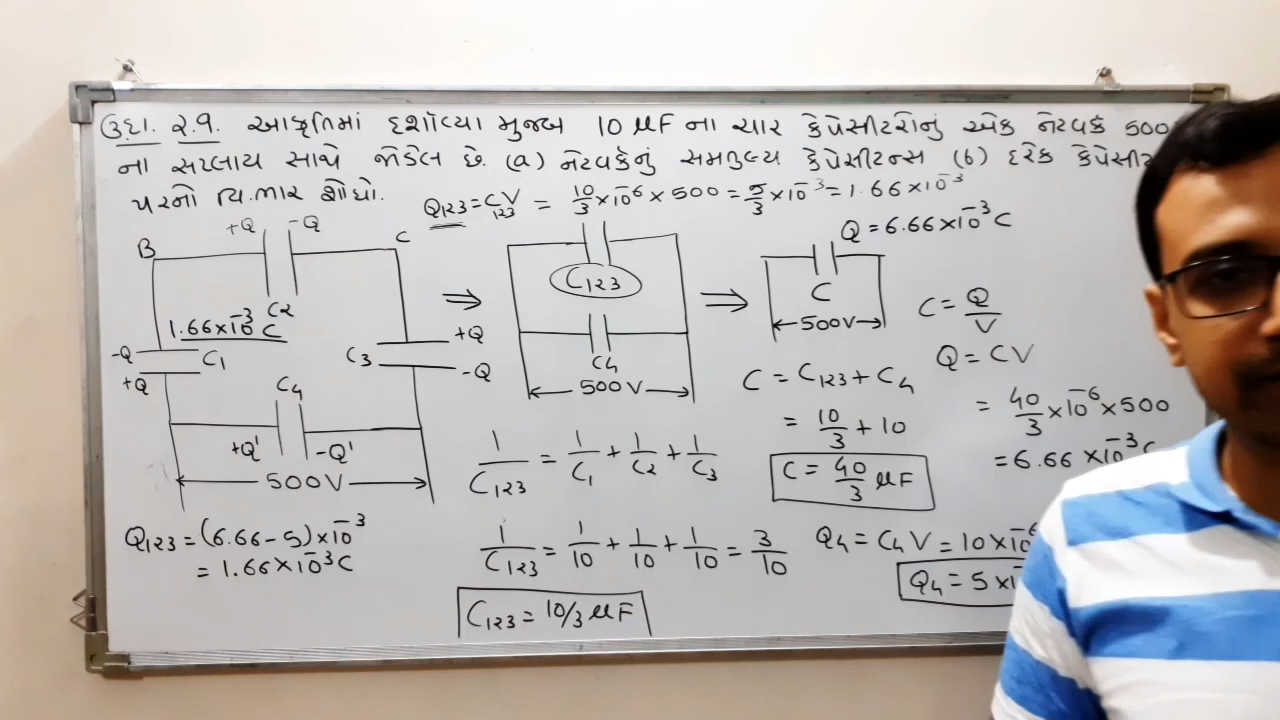 ઉદા. ૨.૧. આકૃતિમાં દર્શાવ્યા મુજબ 10 μF ના ચાર કેપેસીટરોનું એક નેટવર્ક 500
ના સપ્લાય સાથે જોડેલ છે. (a) નેટવર્કનું સમતુલ્ય કેપેસીટન્સ (b) દરેક કેપેસીટ
પરનો વિ.ભાર શોધો.
Q₁₂₃ = C₁₂₃V = 10/3 × 10⁻⁶ × 500 = 5/3 × 10⁻³ = 1.66 × 10⁻³
+Q -Q
B C
C₂
1.66 × 10⁻³ C
-Q C₁
+Q
C₃ +Q
-Q
C₄
+Q' -Q'
500V
Q₁₂₃ = (6.66 - 5) × 10⁻³
= 1.66 × 10⁻³ C
⇒
C₁₂₃
C₄
500V
1/C₁₂₃ = 1/C₁ + 1/C₂ + 1/C₃
1/C₁₂₃ = 1/10 + 1/10 + 1/10 = 3/10
C₁₂₃ = 10/3 μF
⇒
Q = 6.66 × 10⁻³ C
C
500V
C = C₁₂₃ + C₄
= 10/3 + 10
C = 40/3 μF
C = Q/V
Q = CV
= 40/3 × 10⁻⁶ × 500
= 6.66 × 10⁻³ C
Q₄ = C₄V = 10 × 10⁻⁶
Q₄ = 5 × 10